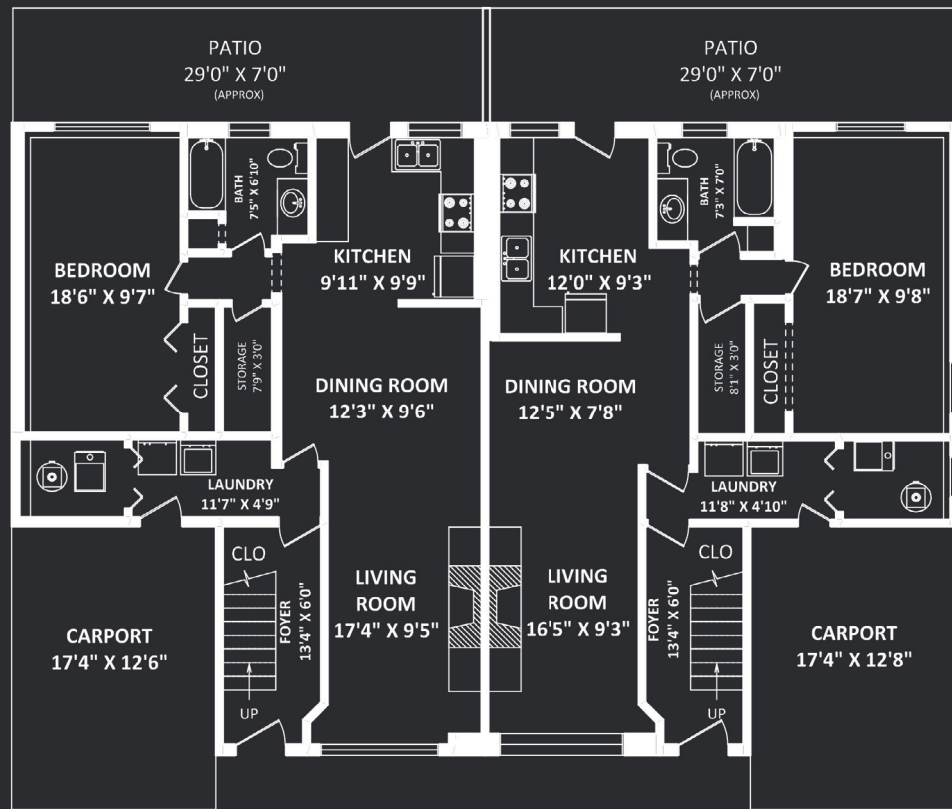 PATIO
29'0" X 7'0"
(APPROX)
PATIO
29'0" X 7'0"
(APPROX)
BATH
7'5" X 6'10"
BATH
7'3" X 7'0"
BEDROOM
18'6" X 9'7"
KITCHEN
9'11" X 9'9"
KITCHEN
12'0" X 9'3"
BEDROOM
18'7" X 9'8"
CLOSET
STORAGE
7'9" X 3'0"
DINING ROOM
12'3" X 9'6"
DINING ROOM
12'5" X 7'8"
STORAGE
8'1" X 3'0"
CLOSET
LAUNDRY
11'7" X 4'9"
LAUNDRY
11'8" X 4'10"
CLO
CLO
FOYER
13'4" X 6'0"
LIVING
ROOM
17'4" X 9'5"
LIVING
ROOM
16'5" X 9'3"
FOYER
13'4" X 6'0"
CARPORT
17'4" X 12'6"
CARPORT
17'4" X 12'8"
UP
UP